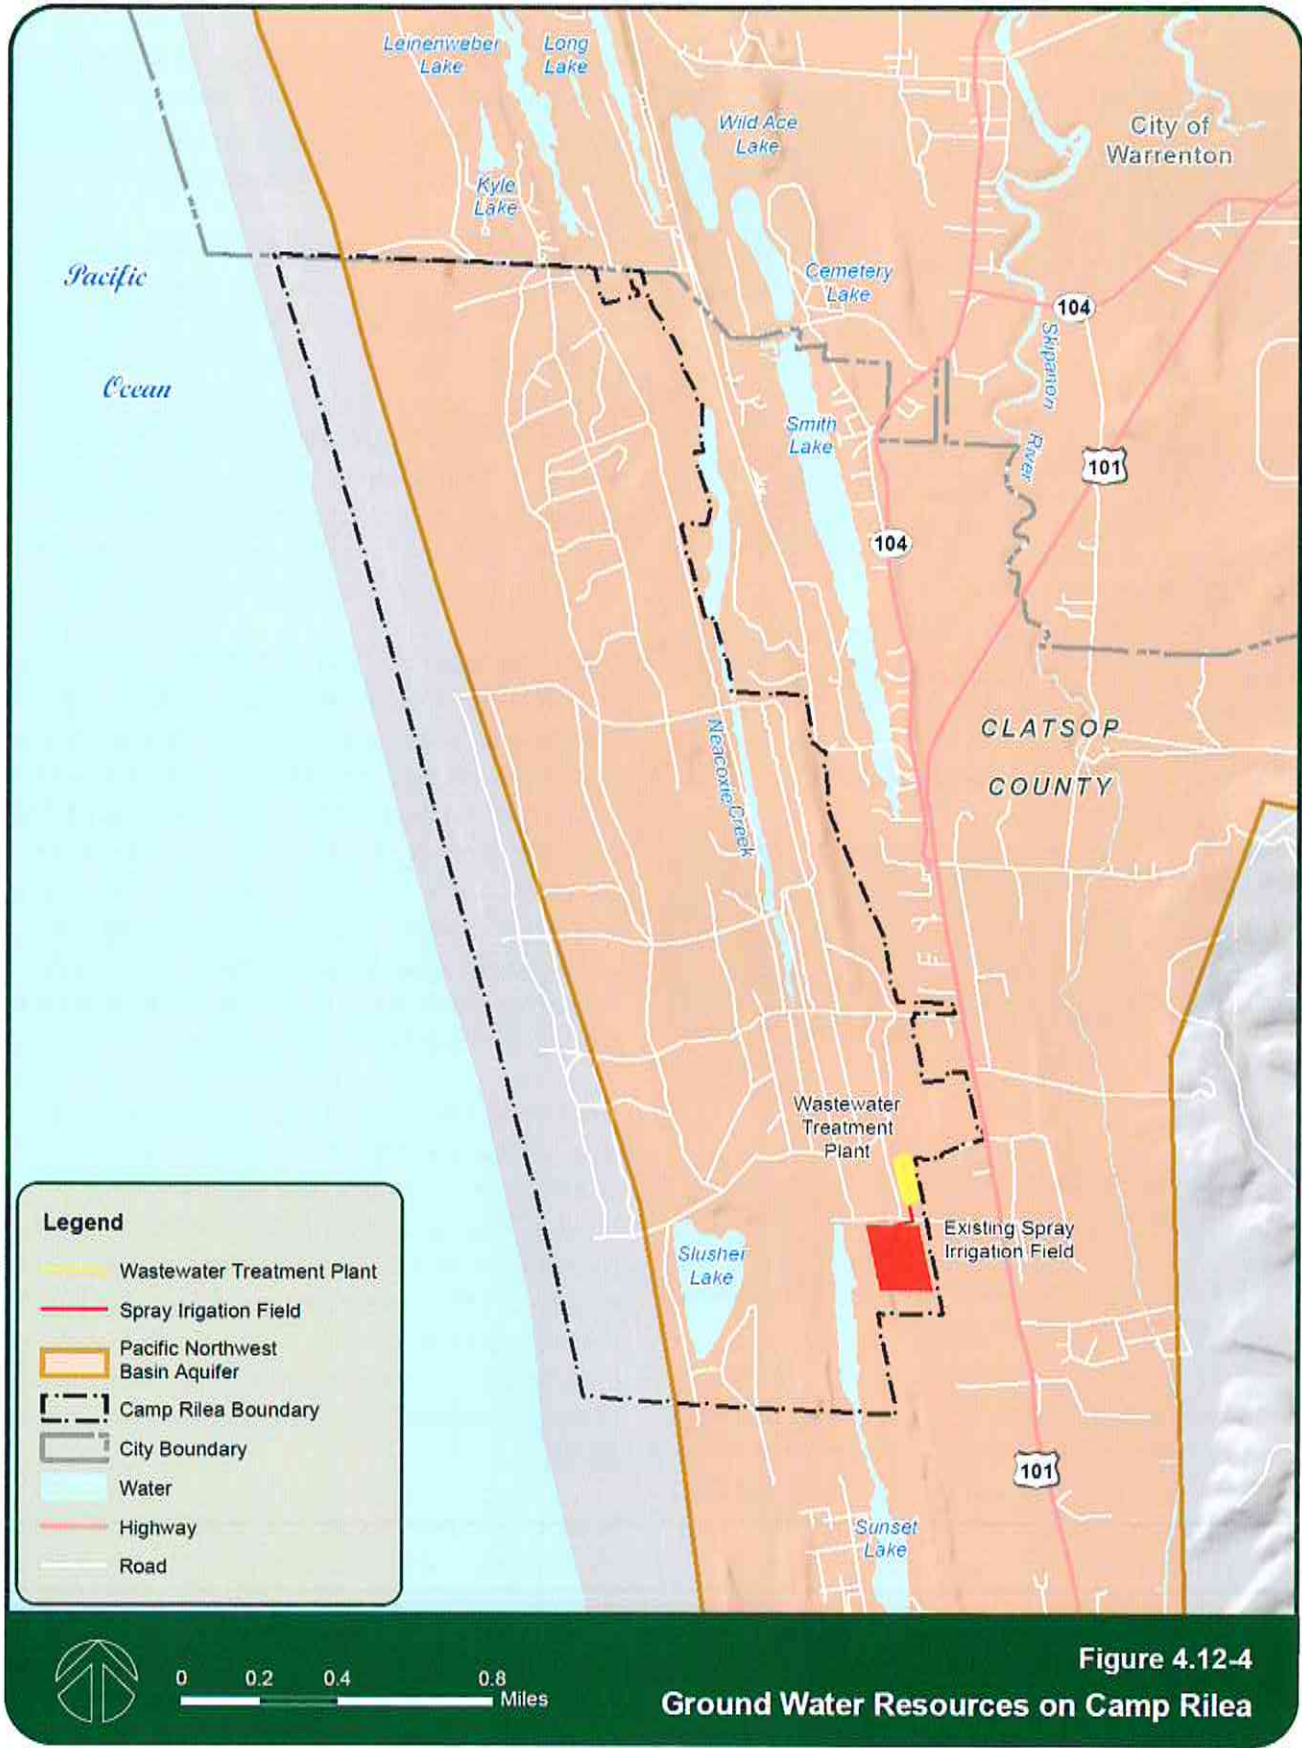 Leinenweber
Lake
Long
Lake
Wild Ace
Lake
City of
Warrenton
Kyle
Lake
Pacific
Ocean
Cemetery
Lake
104
Skipanon
River
Smith
Lake
101
104
CLATSOP
COUNTY
Neacoxie Creek
Wastewater
Treatment
Plant
Existing Spray
Irrigation Field
Slusher
Lake
101
Sunset
Lake
Legend
Wastewater Treatment Plant
Spray Irigation Field
Pacific Northwest
Basin Aquifer
Camp Rilea Boundary
City Boundary
Water
Highway
Road
0 0.2 0.4 0.8
Miles
Figure 4.12-4
Ground Water Resources on Camp Rilea